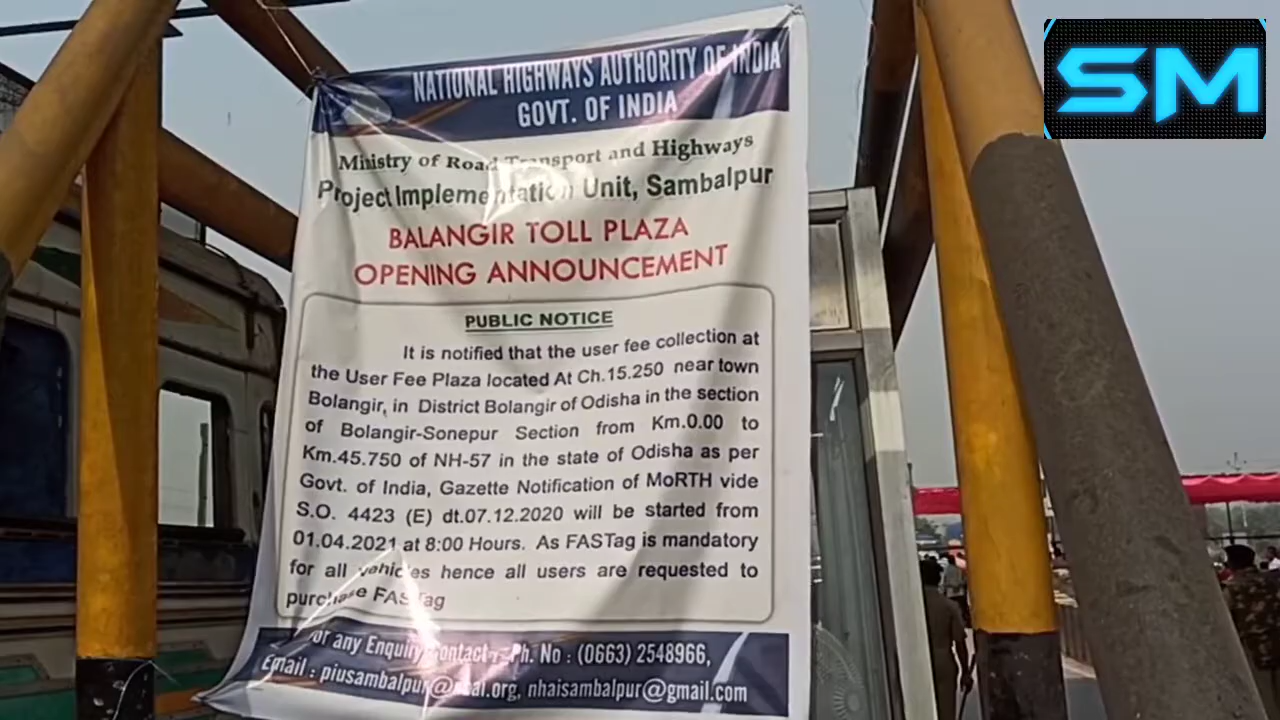 SM
NATIONAL HIGHWAYS AUTHORITY OF INDIA
GOVT. OF INDIA
Ministry of Road Transport and Highways
Project Implementation Unit, Sambalpur
BALANGIR TOLL PLAZA
OPENING ANNOUNCEMENT
PUBLIC NOTICE
It is notified that the user fee collection at
the User Fee Plaza located At Ch.15.250 near town
Bolangir, in District Bolangir of Odisha in the section
of Bolangir-Sonepur Section from Km.0.00 to
Km.45.750 of NH-57 in the state of Odisha as per
Govt. of India, Gazette Notification of MoRTH vide
S.O. 4423 (E) dt.07.12.2020 will be started from
01.04.2021 at 8:00 Hours. As FASTag is mandatory
for all vehicles hence all users are requested to
purchase FASTag
For any Enquiry Contact - Ph. No : (0663) 2548966,
Email : piusambalpur@nhai.org, nhaisambalpur@gmail.com